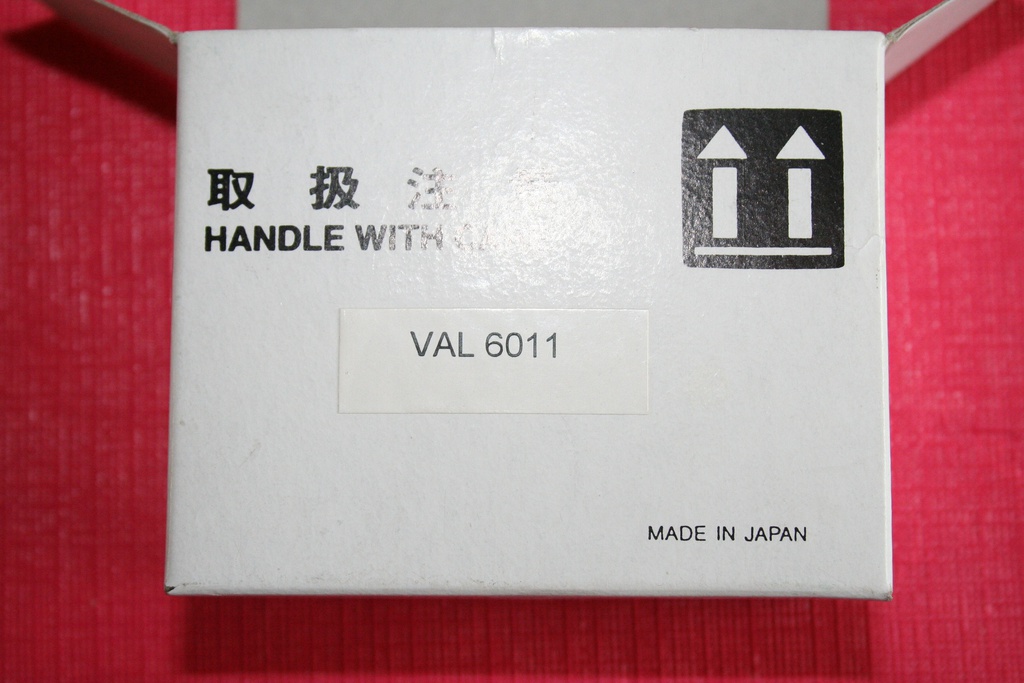 取扱注
HANDLE WITH
VAL 6011
MADE IN JAPAN